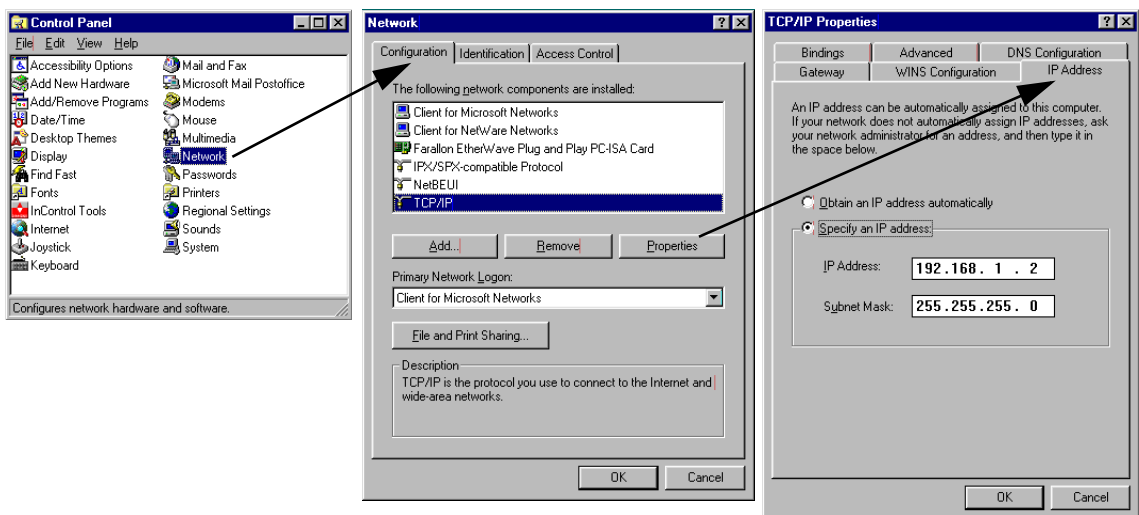 Control Panel
File Edit View Help
Accessibility Options
Add New Hardware
Add/Remove Programs
Date/Time
Desktop Themes
Display
Find Fast
Fonts
InControl Tools
Internet
Joystick
Keyboard
Mail and Fax
Microsoft Mail Postoffice
Modems
Mouse
Multimedia
Network
Passwords
Printers
Regional Settings
Sounds
System
Configures network hardware and software.
Network
Configuration Identification Access Control
The following network components are installed:
Client for Microsoft Networks
Client for NetWare Networks
Farallon EtherWave Plug and Play PC-ISA Card
IPX/SPX-compatible Protocol
NetBEUI
TCP/IP
Add... Remove Properties
Primary Network Logon:
Client for Microsoft Networks
File and Print Sharing...
Description
TCP/IP is the protocol you use to connect to the Internet and
wide-area networks.
OK Cancel
TCP/IP Properties
Bindings Advanced DNS Configuration
Gateway WINS Configuration IP Address
An IP address can be automatically assigned to this computer.
If your network does not automatically assign IP addresses, ask
your network administrator for an address, and then type it in
the space below.
Obtain an IP address automatically
Specify an IP address:
IP Address: 192.168. 1 . 2
Subnet Mask: 255.255.255. 0
OK Cancel